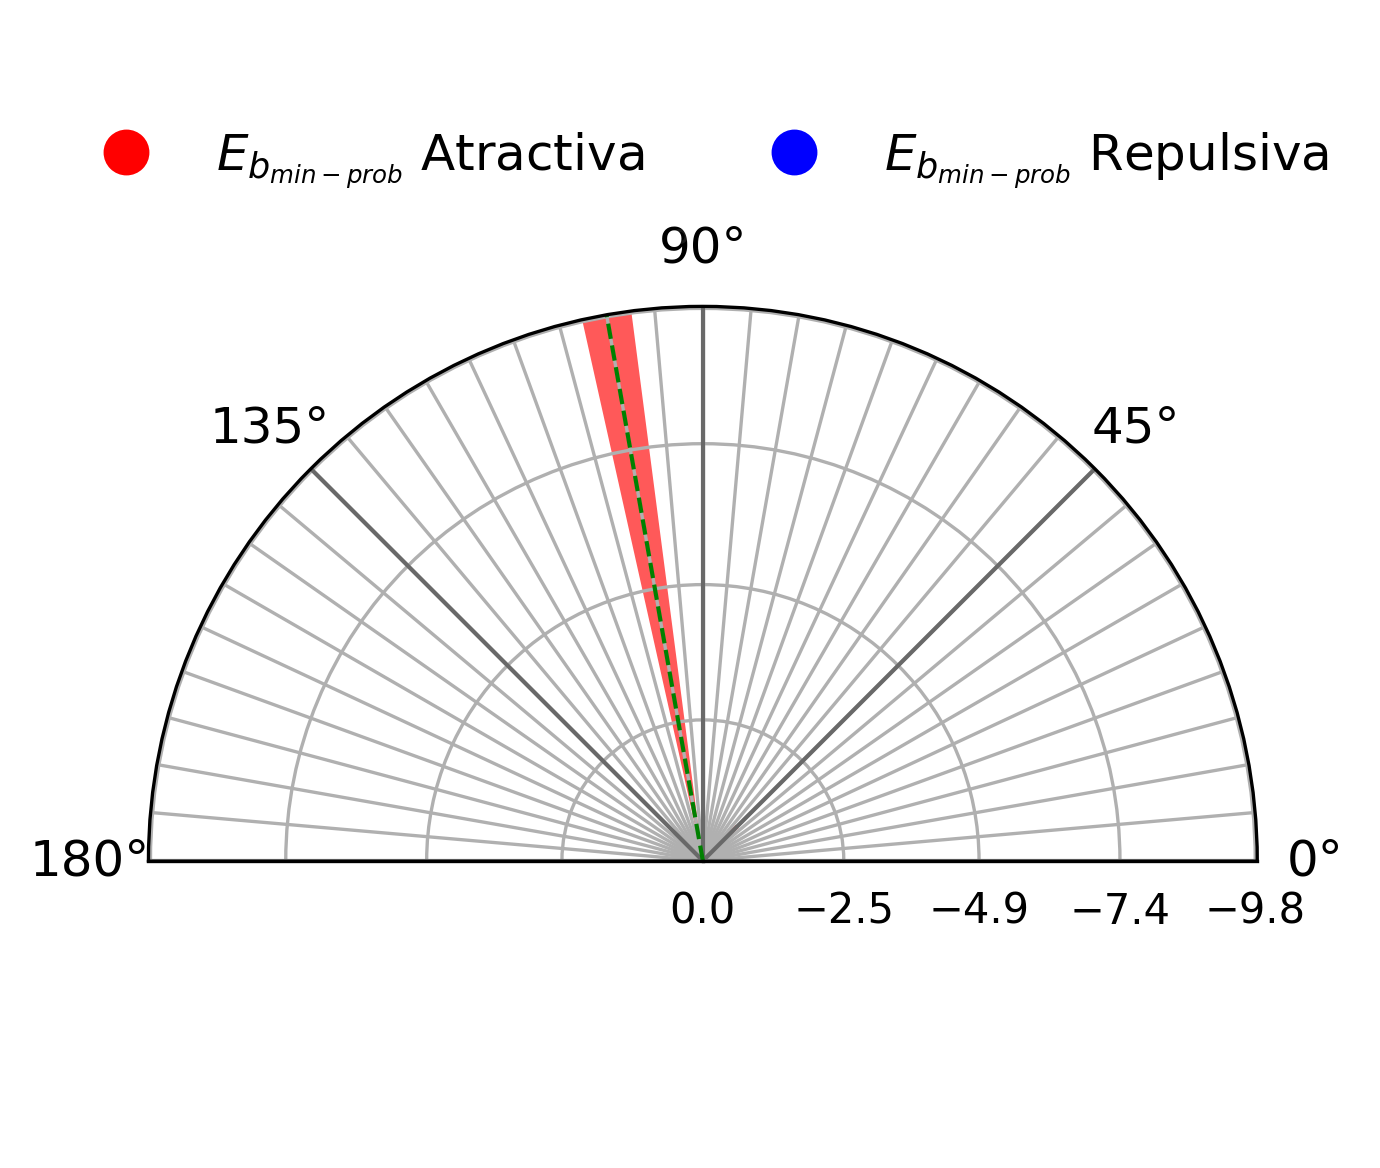 E_{b_{min-prob}} Atractiva E_{b_{min-prob}} Repulsiva
90°
135° 45°
180° 0°
0.0 −2.5 −4.9 −7.4 −9.8